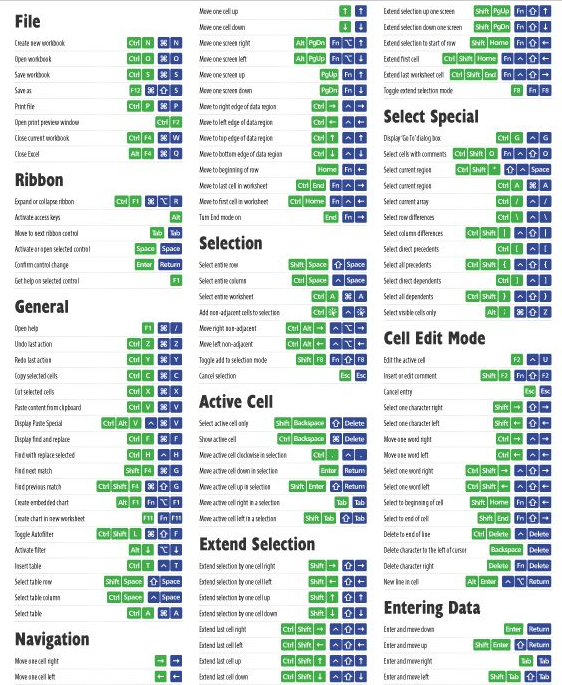 File
Create new workbook Ctrl N ⌘ N
Open workbook Ctrl O ⌘ O
Save workbook Ctrl S ⌘ S
Save as F12 ⌘ ⇧ S
Print file Ctrl P ⌘ P
Open print preview window Ctrl F2
Close current workbook Ctrl F4 ⌘ W
Close Excel Alt F4 ⌘ Q
Ribbon
Expand or collapse ribbon Ctrl F1 ⌘ ⌥ R
Activate access keys Alt
Move to next ribbon control Tab Tab
Activate or open selected control Space Space
Confirm control change Enter Return
Get help on selected control F1
General
Open help F1 ⌘ /
Undo last action Ctrl Z ⌘ Z
Redo last action Ctrl Y ⌘ Y
Copy selected cells Ctrl C ⌘ C
Cut selected cells Ctrl X ⌘ X
Paste content from clipboard Ctrl V ⌘ V
Display Paste Special Ctrl Alt V ^ ⌘ V
Display find and replace Ctrl F ⌘ F
Find with replace selected Ctrl H ^ H
Find next match Shift F4 ⌘ G
Find previous match Ctrl Shift F4 ⌘ ⇧ G
Create embedded chart Alt F1 Fn ⌥ F1
Create chart in new worksheet F11 Fn F11
Toggle Autofilter Ctrl Shift L ⌘ ⇧ F
Activate filter Alt ↓ ⌥ ↓
Insert table Ctrl T ^ T
Select table row Shift Space ⇧ Space
Select table column Ctrl Space ^ Space
Select table Ctrl A ⌘ A
Navigation
Move one cell right → →
Move one cell left ← ←
Move one cell up ↑ ↑
Move one cell down ↓ ↓
Move one screen right Alt PgDn Fn ⌥ ↓
Move one screen left Alt PgUp Fn ⌥ ↑
Move one screen up PgUp Fn ↑
Move one screen down PgDn Fn ↓
Move to right edge of data region Ctrl → ^ →
Move to left edge of data region Ctrl ← ^ ←
Move to top edge of data region Ctrl ↑ ^ ↑
Move to bottom edge of data region Ctrl ↓ ^ ↓
Move to beginning of row Home Fn ←
Move to last cell in worksheet Ctrl End Fn ^ →
Move to first cell in worksheet Ctrl Home Fn ^ ←
Turn End mode on End Fn →
Selection
Select entire row Shift Space ⇧ Space
Select entire column Ctrl Space ^ Space
Select entire worksheet Ctrl A ⌘ A
Add non-adjacent cells to selection Ctrl ^
Move right non-adjacent Ctrl Alt → ^ ⌥ →
Move left non-adjacent Ctrl Alt ← ^ ⌥ ←
Toggle add to selection mode Shift F8 Fn ⇧ F8
Cancel selection Esc Esc
Active Cell
Select active cell only Shift Backspace ⇧ Delete
Show active cell Ctrl Backspace ⌘ Delete
Move active cell clockwise in selection Ctrl . ^ .
Move active cell down in selection Enter Return
Move active cell up in selection Shift Enter ⇧ Return
Move active cell right in a selection Tab Tab
Move active cell left in a selection Shift Tab ⇧ Tab
Extend Selection
Extend selection by one cell right Shift → ⇧ →
Extend selection by one cell left Shift ← ⇧ ←
Extend selection by one cell up Shift ↑ ⇧ ↑
Extend selection by one cell down Shift ↓ ⇧ ↓
Extend last cell right Ctrl Shift → ^ ⇧ →
Extend last cell left Ctrl Shift ← ^ ⇧ ←
Extend last cell up Ctrl Shift ↑ ^ ⇧ ↑
Extend last cell down Ctrl Shift ↓ ^ ⇧ ↓
Extend selection up one screen Shift PgUp Fn ⇧ ↑
Extend selection down one screen Shift PgDn Fn ⇧ ↓
Extend selection to start of row Shift Home Fn ⇧ ←
Extend first cell Ctrl Shift Home Fn ^ ⇧ ←
Extend last worksheet cell Ctrl Shift End Fn ^ ⇧ →
Toggle extend selection mode F8 Fn F8
Select Special
Display 'Go To' dialog box Ctrl G ^ G
Select cells with comments Ctrl Shift O Fn ^ ⇧ O
Select current region Ctrl Shift * ⇧ ^ Space
Select current region Ctrl A ⌘ A
Select current array Ctrl / ^ /
Select row differences Ctrl \ ^ \
Select column differences Ctrl Shift | ^ ⇧ |
Select direct precedents Ctrl [ ^ [
Select all precedents Ctrl Shift { ^ ⇧ {
Select direct dependents Ctrl ] ^ ]
Select all dependents Ctrl Shift } ^ ⇧ }
Select visible cells only Alt ; ⌘ ⇧ Z
Cell Edit Mode
Edit the active cell F2 ^ U
Insert or edit comment Shift F2 Fn ⇧ F2
Cancel entry Esc Esc
Select one character right Shift → ⇧ →
Select one character left Shift ← ⇧ ←
Move one word right Ctrl → ^ →
Move one word left Ctrl ← ^ ←
Select one word right Ctrl Shift → ^ ⇧ →
Select one word left Ctrl Shift ← ^ ⇧ ←
Select to beginning of cell Shift Home Fn ⇧ ←
Select to end of cell Shift End Fn ⇧ →
Delete to end of line Ctrl Delete ^ Delete
Delete character to the left of cursor Backspace Delete
Delete character right Delete Fn Delete
New line in cell Alt Enter ^ ⌥ Return
Entering Data
Enter and move down Enter Return
Enter and move up Shift Enter ⇧ Return
Enter and move right Tab Tab
Enter and move left Shift Tab ⇧ Tab